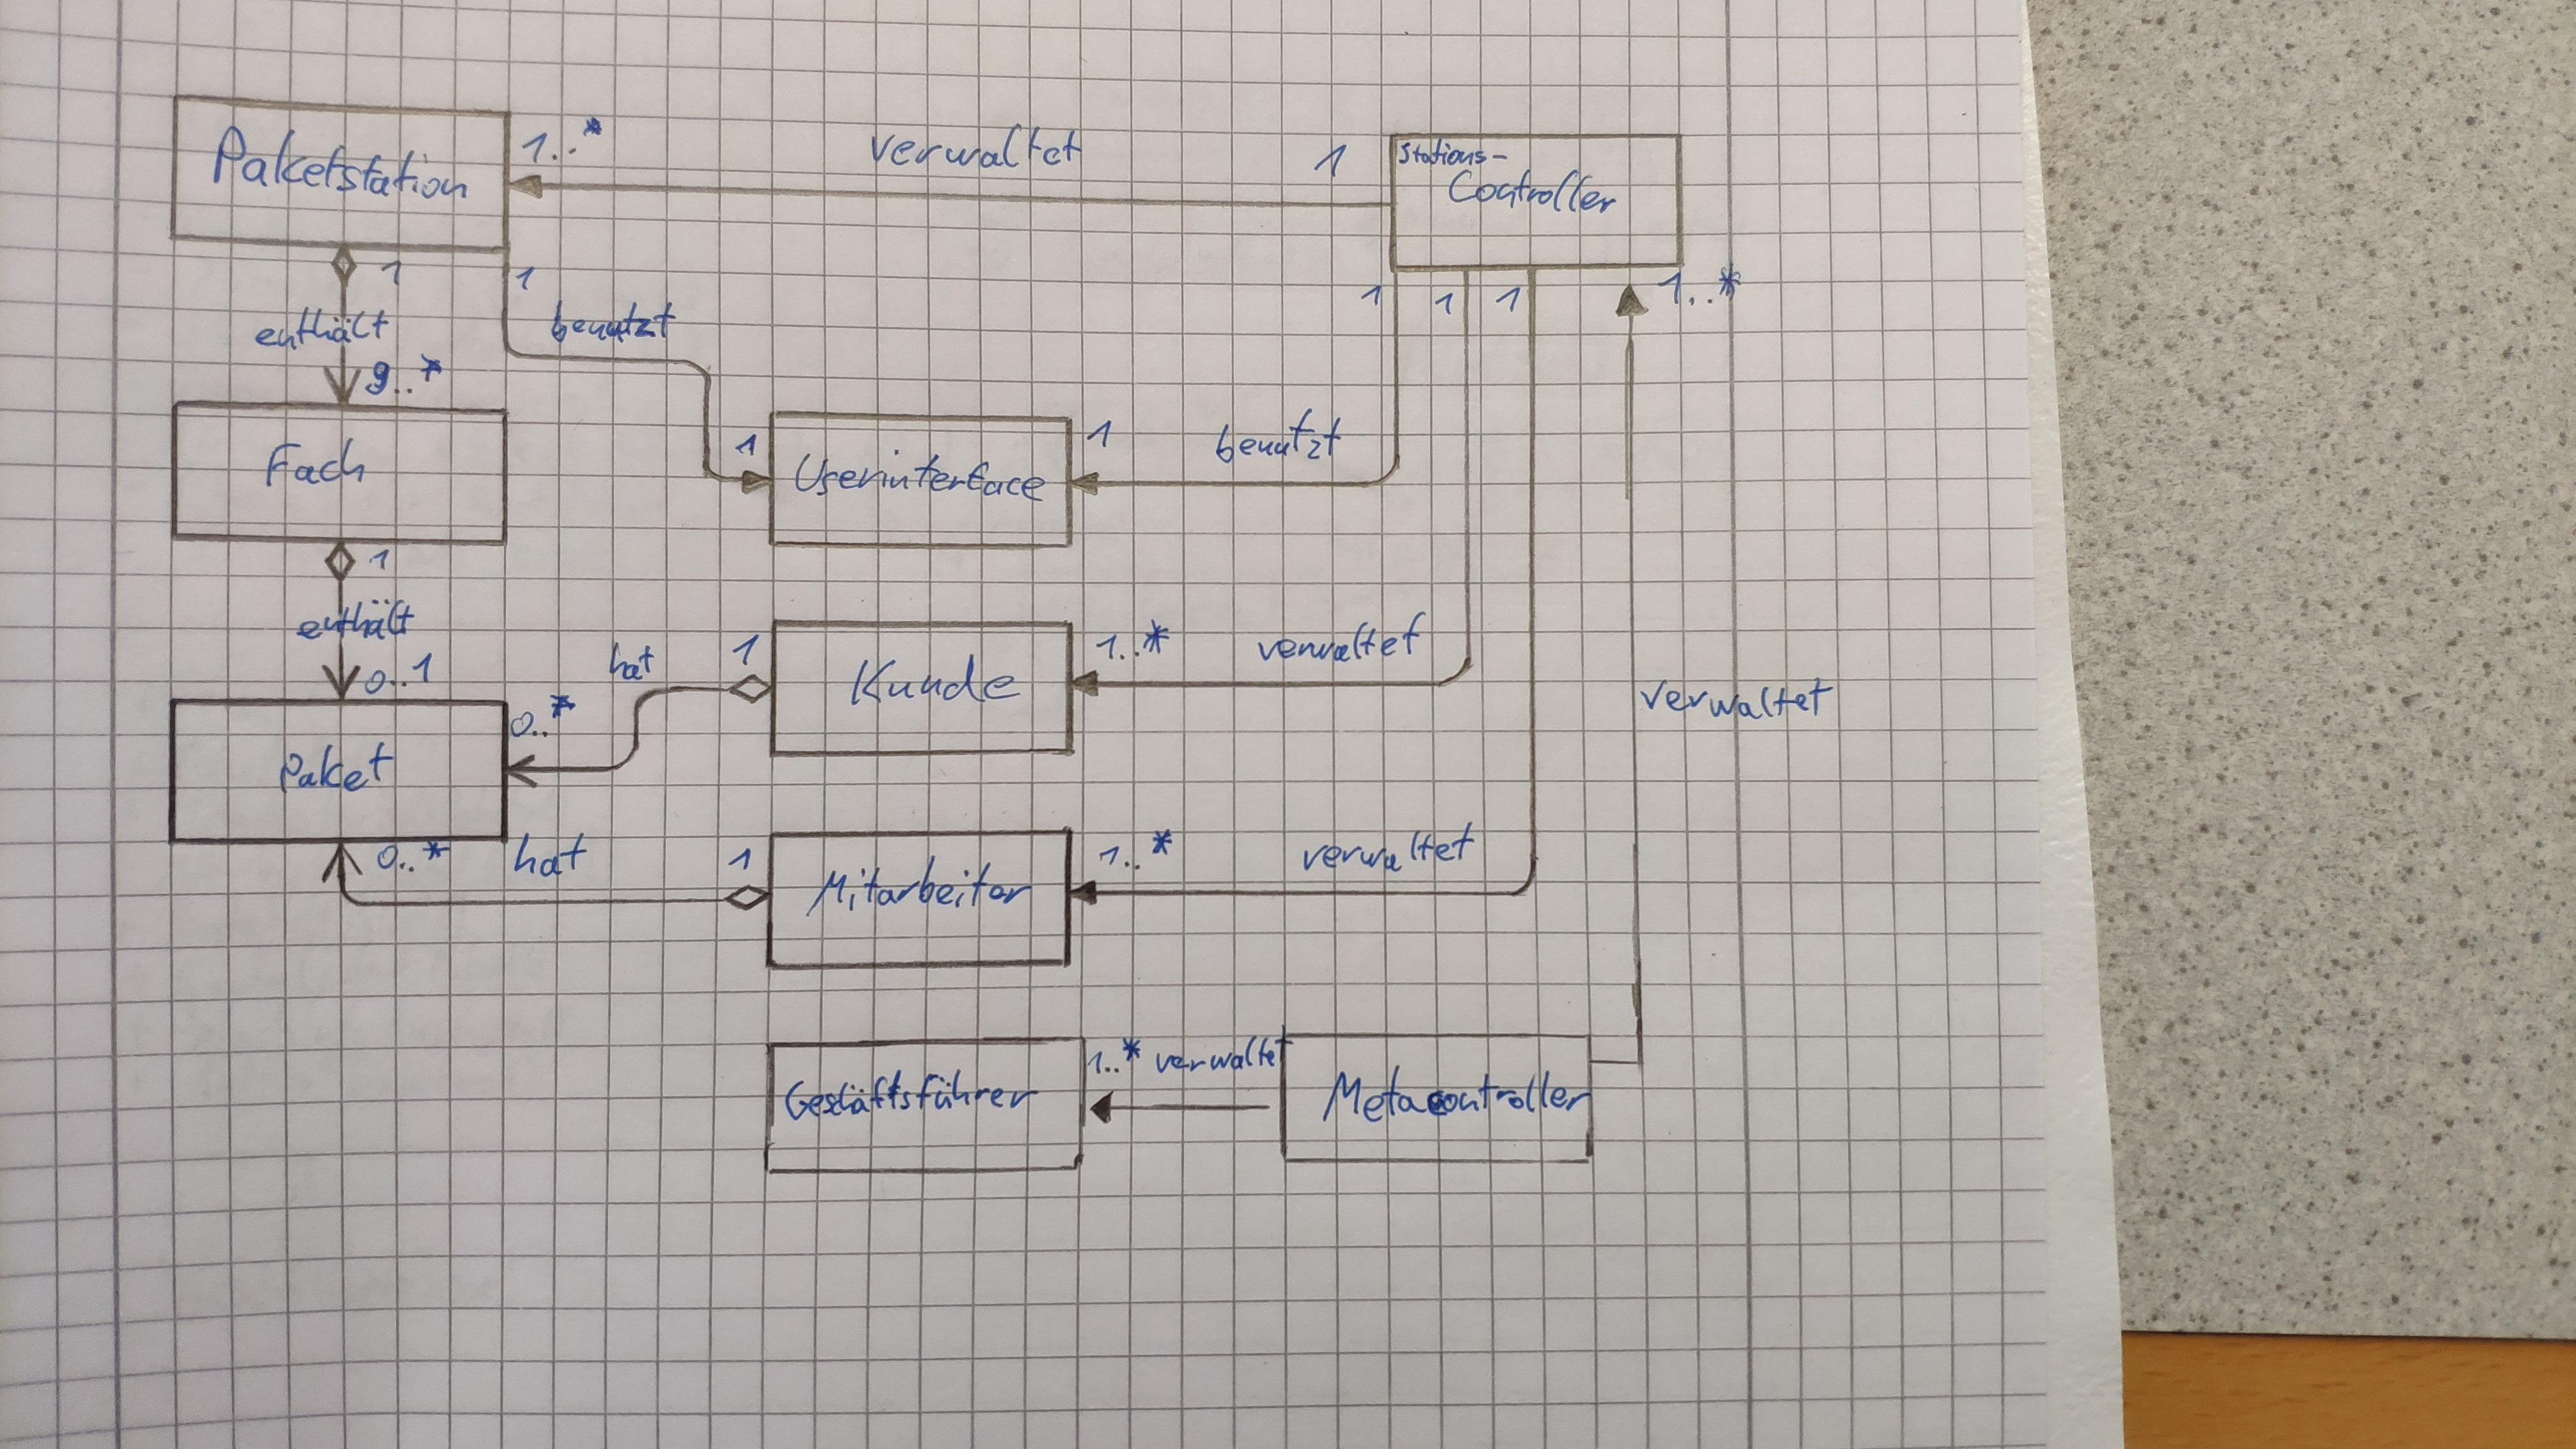 Paketstation
1..*
verwaltet
1
Stations-
Controller
1
enthält
9..*
1
benutzt
1
1
benutzt
1
1
1
1..*
Fach
Userinterface
1
enthält
0..1
hat
1
Kunde
1..*
verwaltet
verwaltet
0..*
Paket
0..*
hat
1
Mitarbeiter
1..*
verwaltet
Geschäftsführer
1..*
verwaltet
Metacontroller